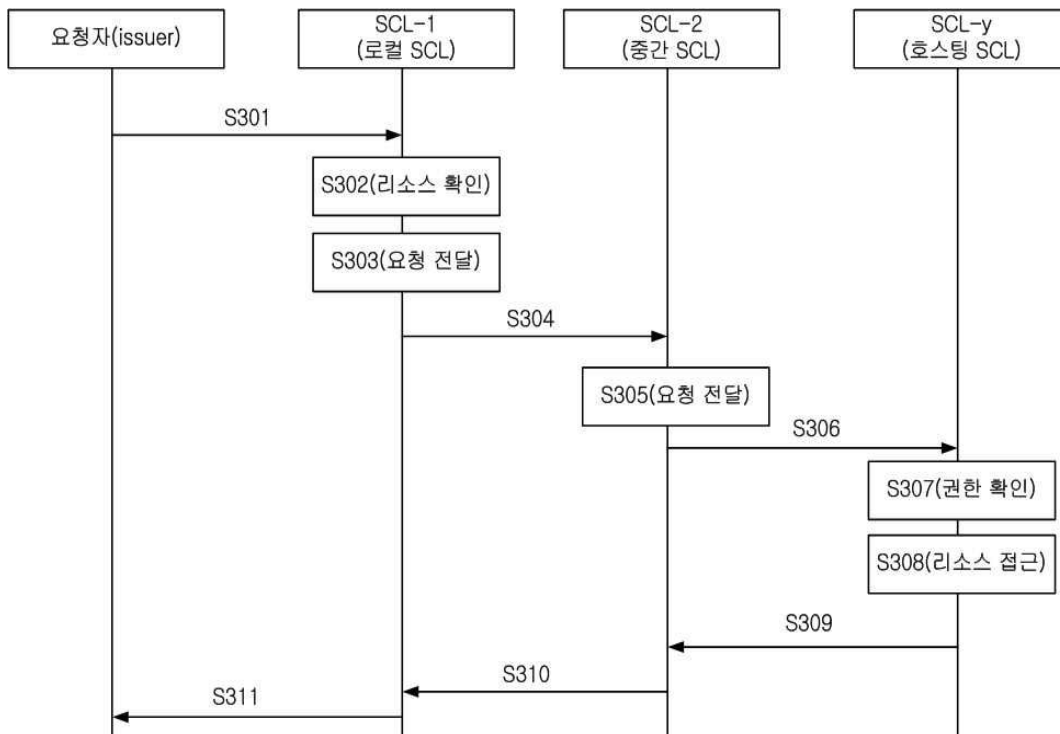 요청자(issuer)
SCL-1
(로컬 SCL)
SCL-2
(중간 SCL)
SCL-y
(호스팅 SCL)
S301
S302(리소스 확인)
S303(요청 전달)
S304
S305(요청 전달)
S306
S307(권한 확인)
S308(리소스 접근)
S309
S310
S311